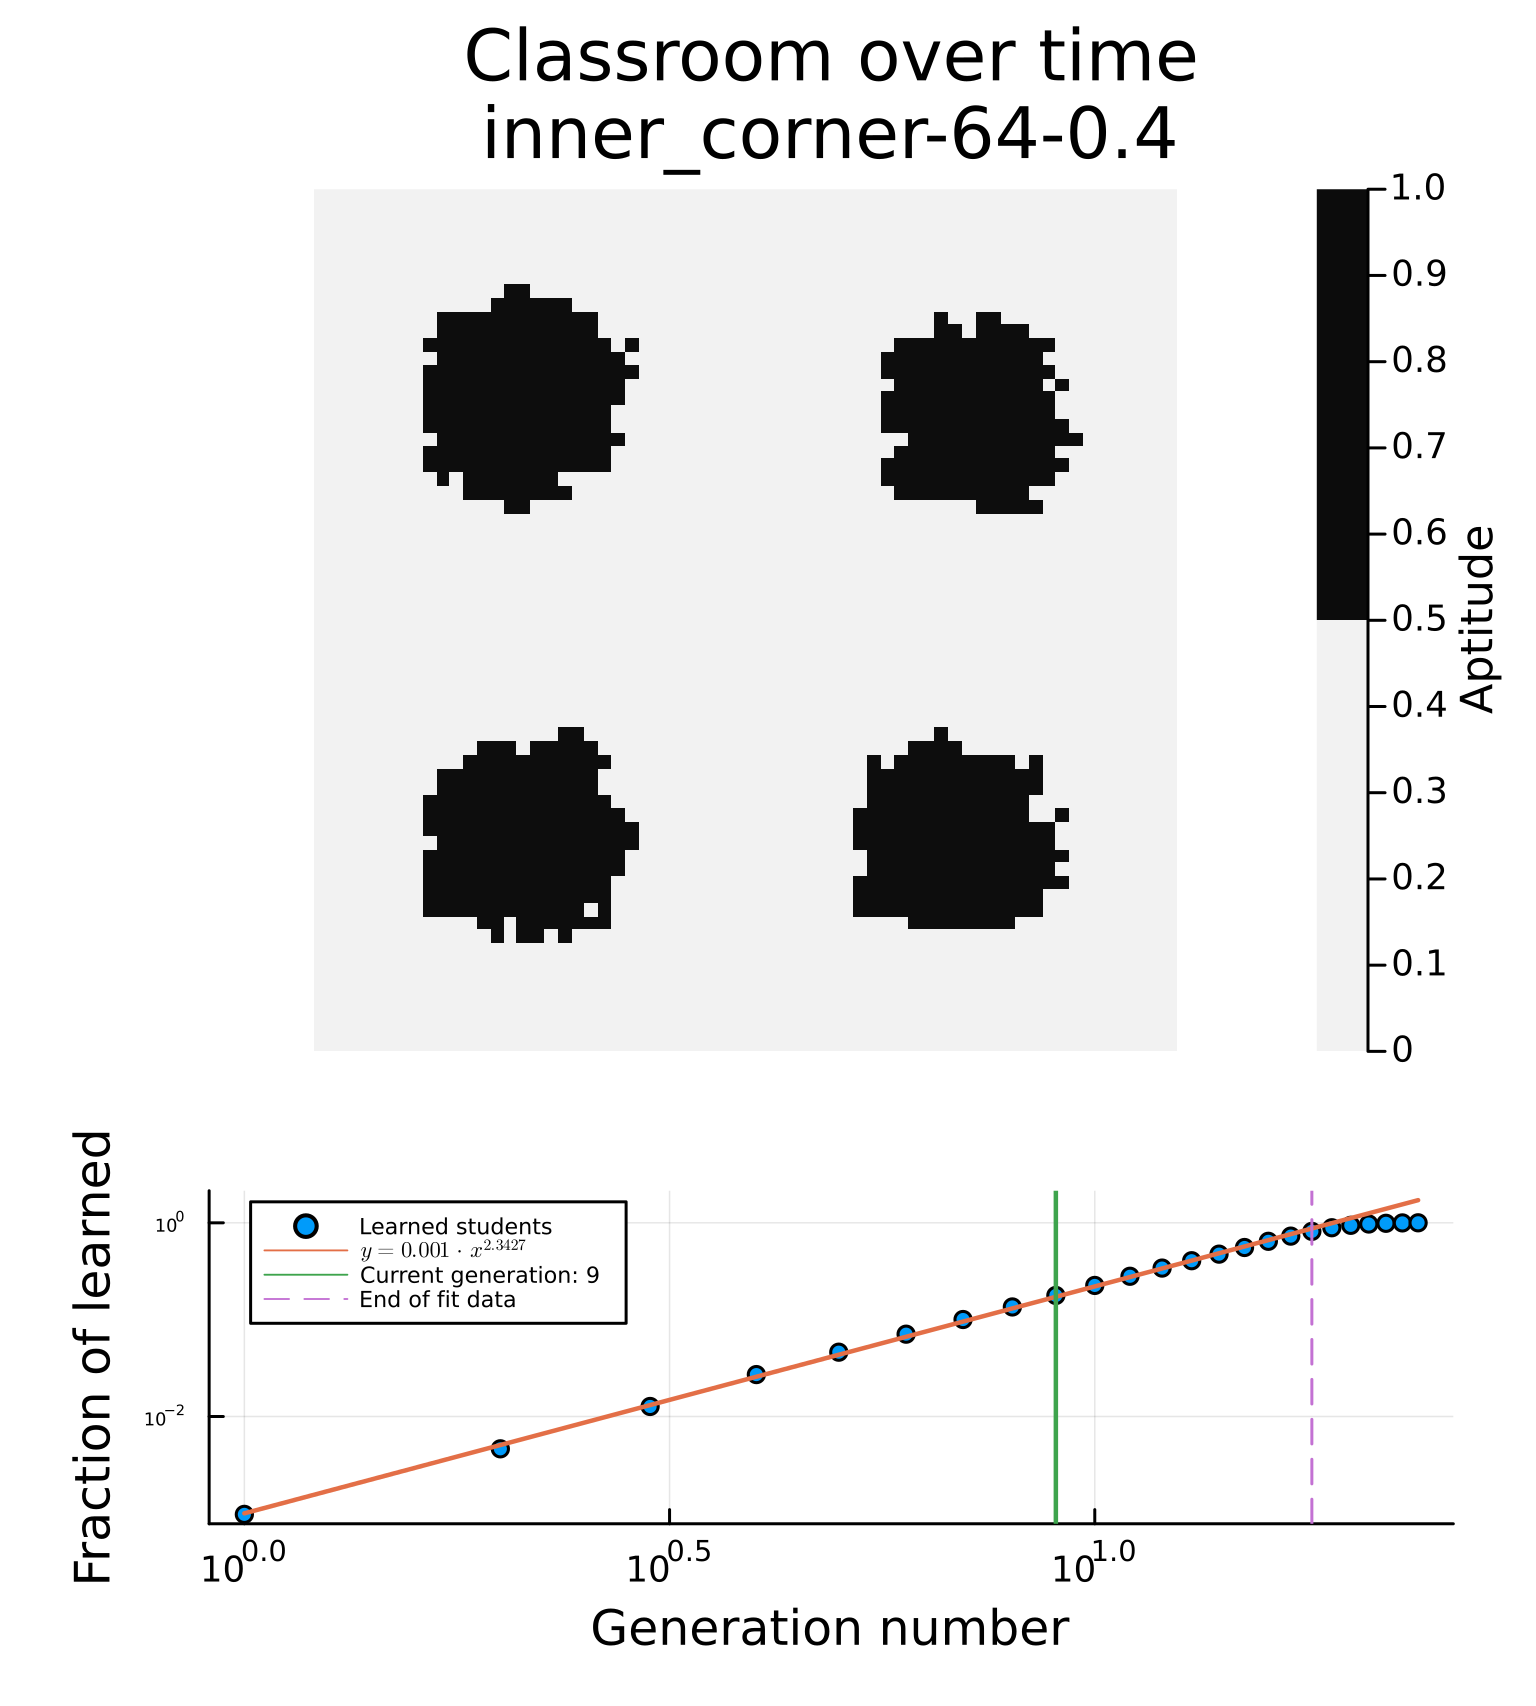 Classroom over time
inner_corner-64-0.4
1.0
0.9
0.8
0.7
0.6
0.5
0.4
0.3
0.2
0.1
0
Aptitude
Fraction of learned
10⁰
10⁻²
Learned students
y = 0.001 · x^2.3427
Current generation: 9
End of fit data
10^0.0
10^0.5
10^1.0
Generation number